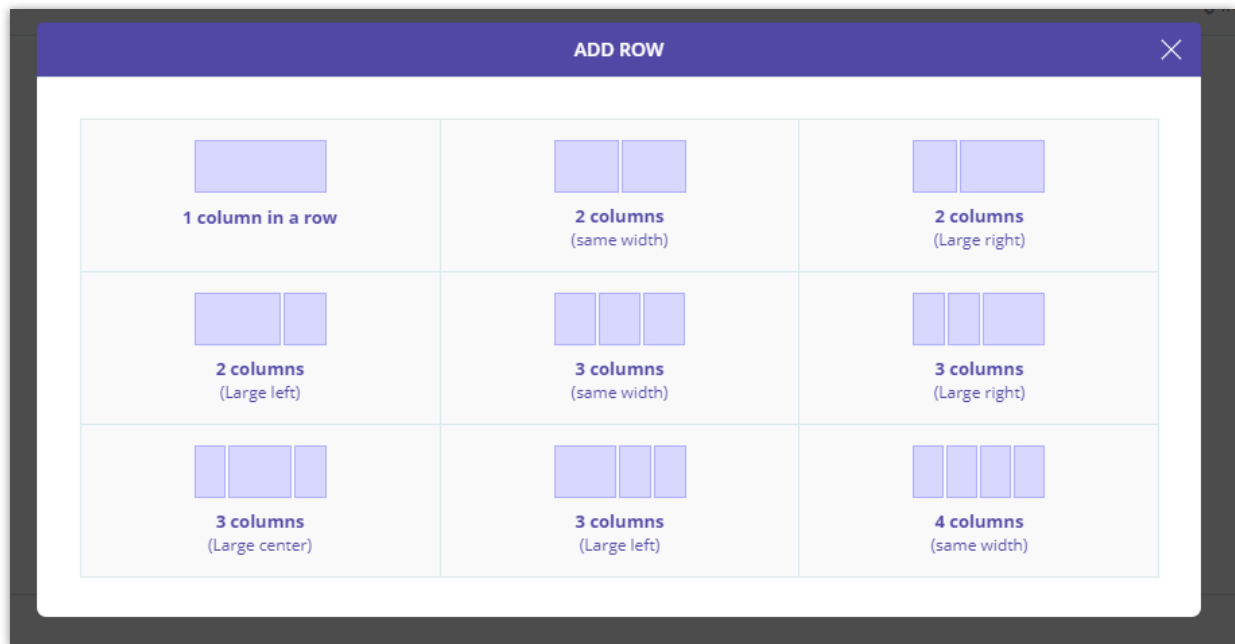 ADD ROW
1 column in a row
2 columns
(same width)
2 columns
(Large right)
2 columns
(Large left)
3 columns
(same width)
3 columns
(Large right)
3 columns
(Large center)
3 columns
(Large left)
4 columns
(same width)